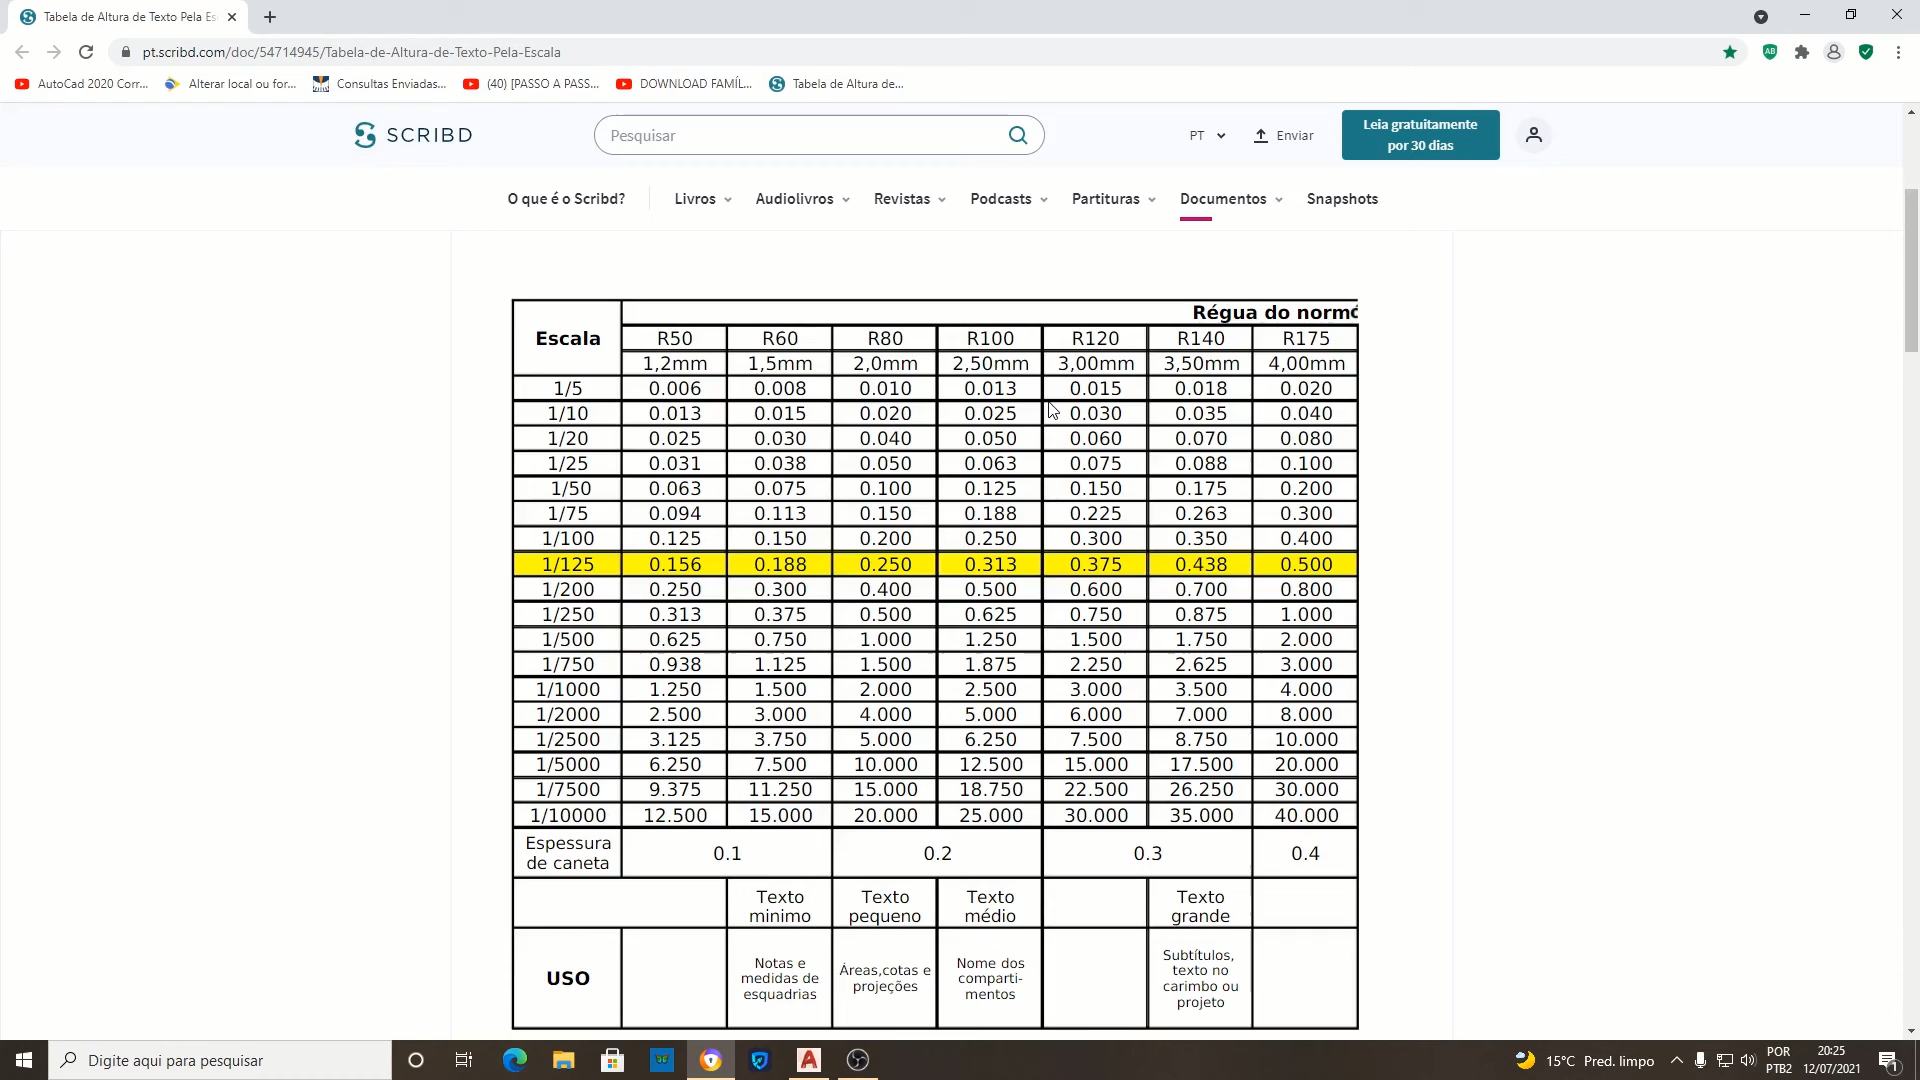 Tabela de Altura de Texto Pela Es
pt.scribd.com/doc/54714945/Tabela-de-Altura-de-Texto-Pela-Escala
AutoCad 2020 Corr... Alterar local ou for... Consultas Enviadas... (40) [PASSO A PASS... DOWNLOAD FAMÍL... Tabela de Altura de...
SCRIBD Pesquisar PT Enviar Leia gratuitamente
por 30 dias
O que é o Scribd? Livros Audiolivros Revistas Podcasts Partituras Documentos Snapshots
Régua do normó
Escala R50 R60 R80 R100 R120 R140 R175
1,2mm 1,5mm 2,0mm 2,50mm 3,00mm 3,50mm 4,00mm
1/5 0.006 0.008 0.010 0.013 0.015 0.018 0.020
1/10 0.013 0.015 0.020 0.025 0.030 0.035 0.040
1/20 0.025 0.030 0.040 0.050 0.060 0.070 0.080
1/25 0.031 0.038 0.050 0.063 0.075 0.088 0.100
1/50 0.063 0.075 0.100 0.125 0.150 0.175 0.200
1/75 0.094 0.113 0.150 0.188 0.225 0.263 0.300
1/100 0.125 0.150 0.200 0.250 0.300 0.350 0.400
1/125 0.156 0.188 0.250 0.313 0.375 0.438 0.500
1/200 0.250 0.300 0.400 0.500 0.600 0.700 0.800
1/250 0.313 0.375 0.500 0.625 0.750 0.875 1.000
1/500 0.625 0.750 1.000 1.250 1.500 1.750 2.000
1/750 0.938 1.125 1.500 1.875 2.250 2.625 3.000
1/1000 1.250 1.500 2.000 2.500 3.000 3.500 4.000
1/2000 2.500 3.000 4.000 5.000 6.000 7.000 8.000
1/2500 3.125 3.750 5.000 6.250 7.500 8.750 10.000
1/5000 6.250 7.500 10.000 12.500 15.000 17.500 20.000
1/7500 9.375 11.250 15.000 18.750 22.500 26.250 30.000
1/10000 12.500 15.000 20.000 25.000 30.000 35.000 40.000
Espessura
de caneta 0.1 0.2 0.3 0.4
Texto
minimo
Texto
pequeno
Texto
médio
Texto
grande
USO
Notas e
medidas de
esquadrias
Áreas,cotas e
projeções
Nome dos
comparti-
mentos
Subtítulos,
texto no
carimbo ou
projeto
Digite aqui para pesquisar
15°C Pred. limpo
POR
PTB2
20:25
12/07/2021
1